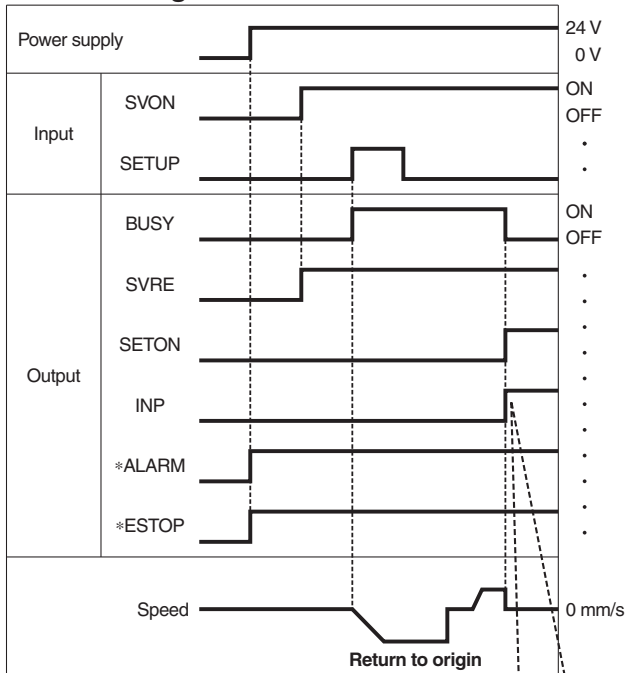 Power supply
24 V
0 V
Input
SVON
ON
OFF
SETUP
Output
BUSY
ON
OFF
SVRE
SETON
INP
*ALARM
*ESTOP
Speed
0 mm/s
Return to origin